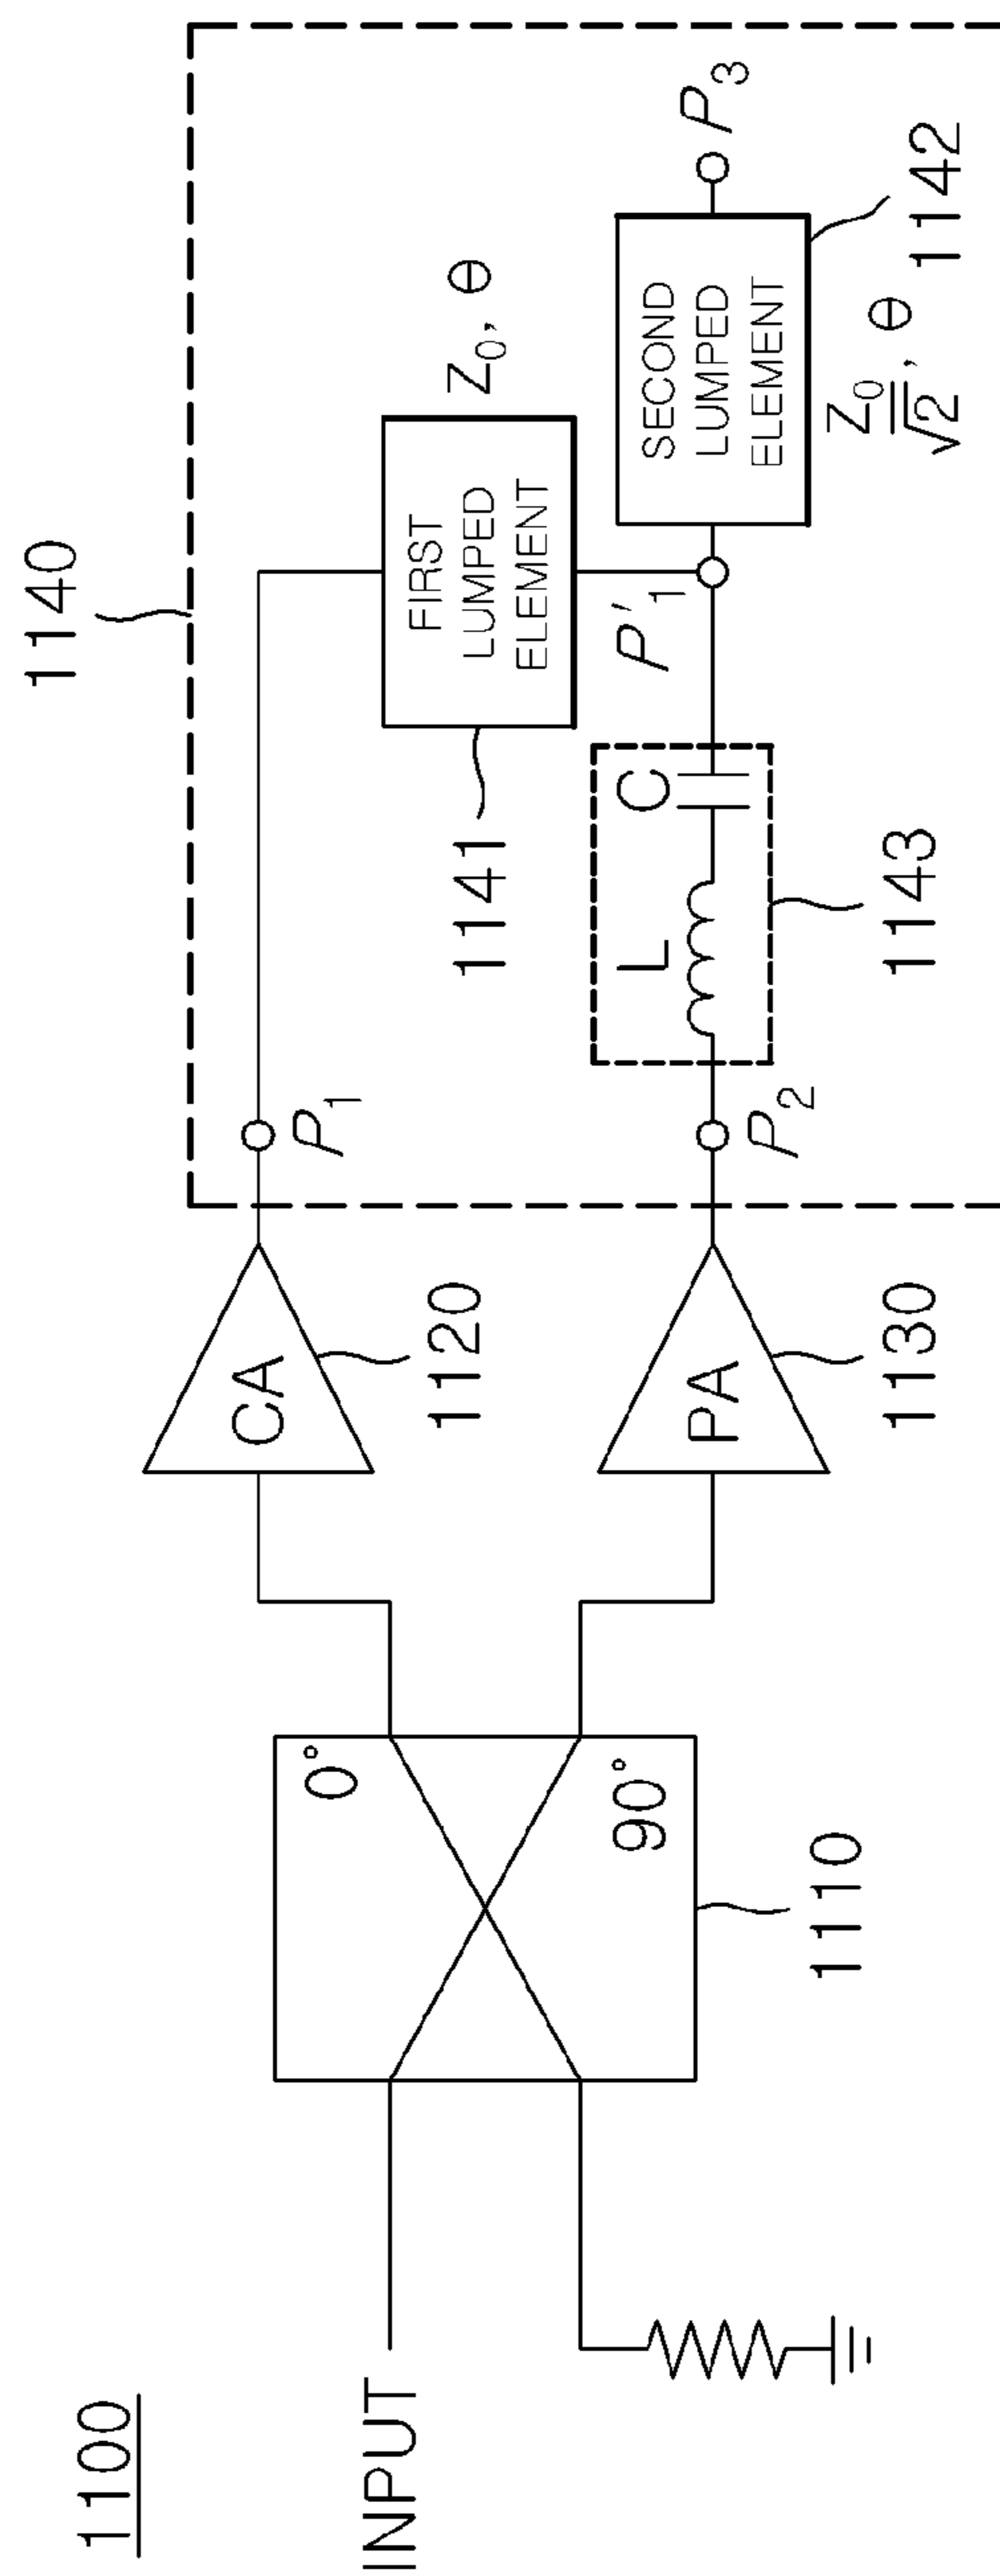 1100
1140
INPUT
0°
90°
1110
CA
1120
PA
1130
P1
P2
L
C
1143
FIRST
LUMPED
ELEMENT
1141
Z0, θ
P'1
SECOND
LUMPED
ELEMENT
Z0/√2, θ
1142
P3